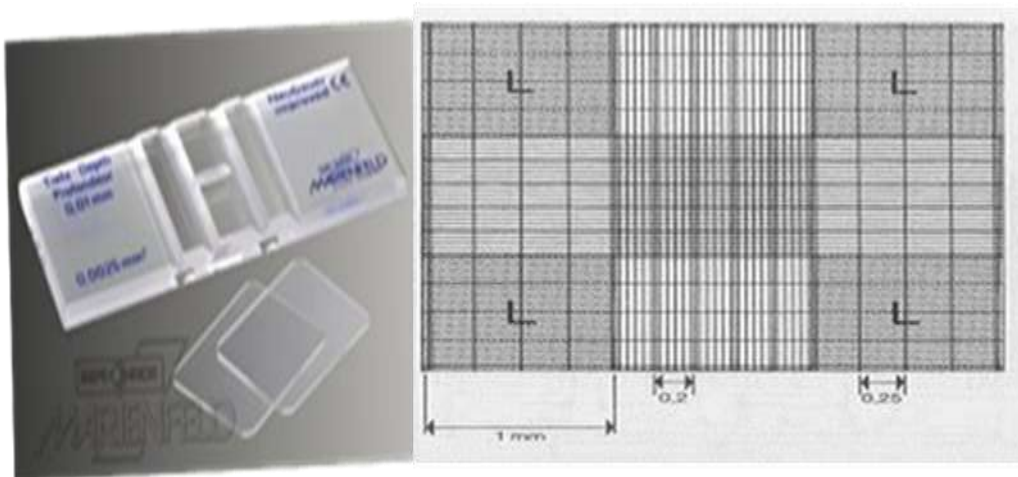 Neubauer
improved CE
MARIENFELD
Tiefe Depth
Profondeur
0.01 mm
0.0025 mm²
MARIENFELD
L
L
L
L
0.2
0.25
1 mm